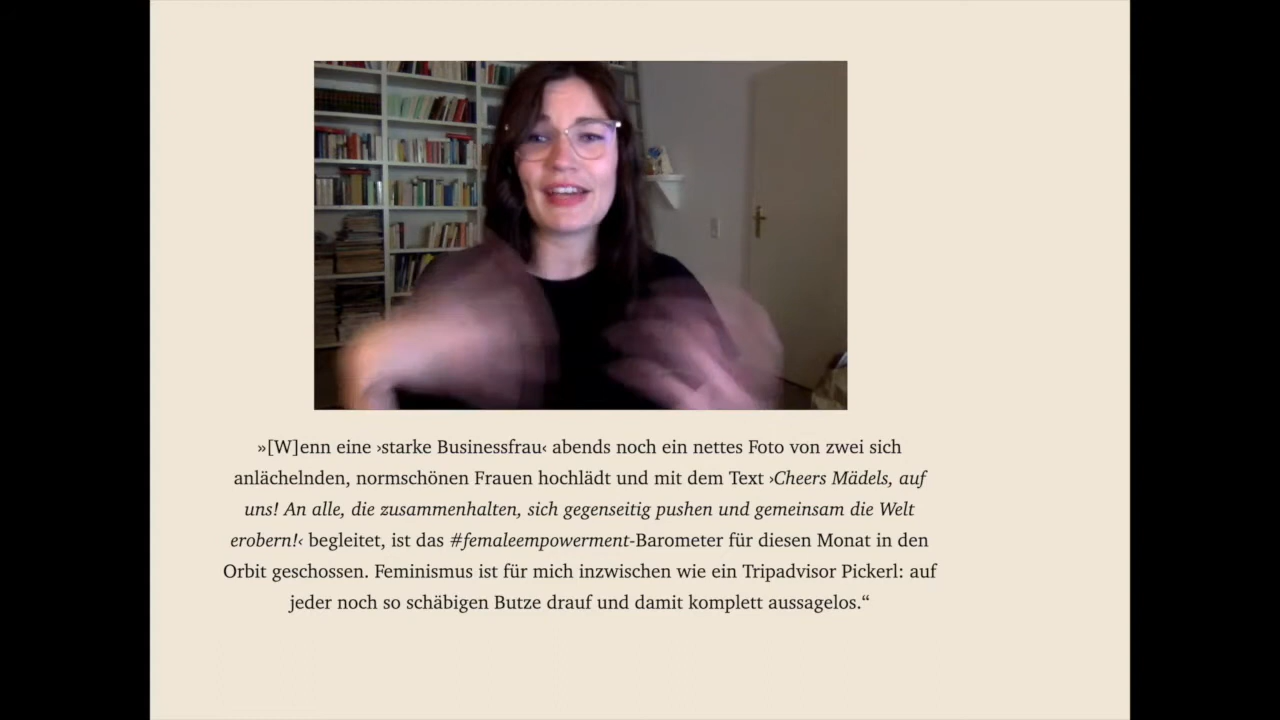 »[W]enn eine ›starke Businessfrau‹ abends noch ein nettes Foto von zwei sich
anlächelnden, normschönen Frauen hochlädt und mit dem Text ›Cheers Mädels, auf
uns! An alle, die zusammenhalten, sich gegenseitig pushen und gemeinsam die Welt
erobern!‹ begleitet, ist das #femaleempowerment-Barometer für diesen Monat in den
Orbit geschossen. Feminismus ist für mich inzwischen wie ein Tripadvisor Pickerl: auf
jeder noch so schäbigen Butze drauf und damit komplett aussagelos.“